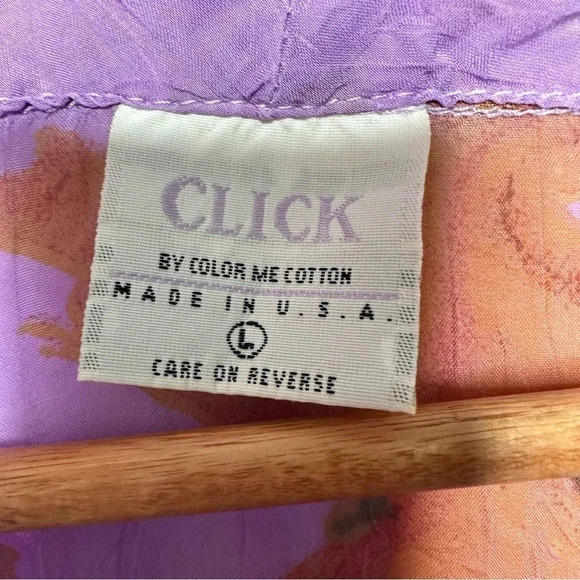 CLICK
BY COLOR ME COTTON
MADE IN U.S.A.
L
CARE ON REVERSE